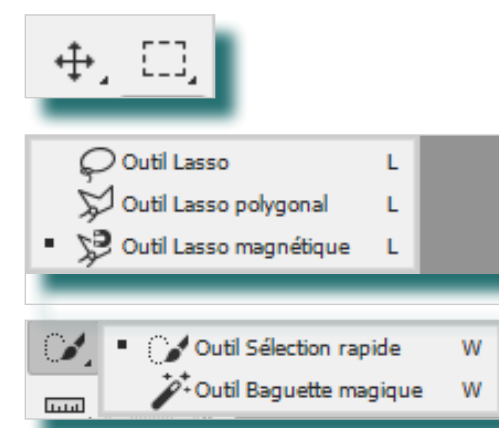 Outil Lasso L
Outil Lasso polygonal L
Outil Lasso magnétique L
Outil Sélection rapide W
Outil Baguette magique W